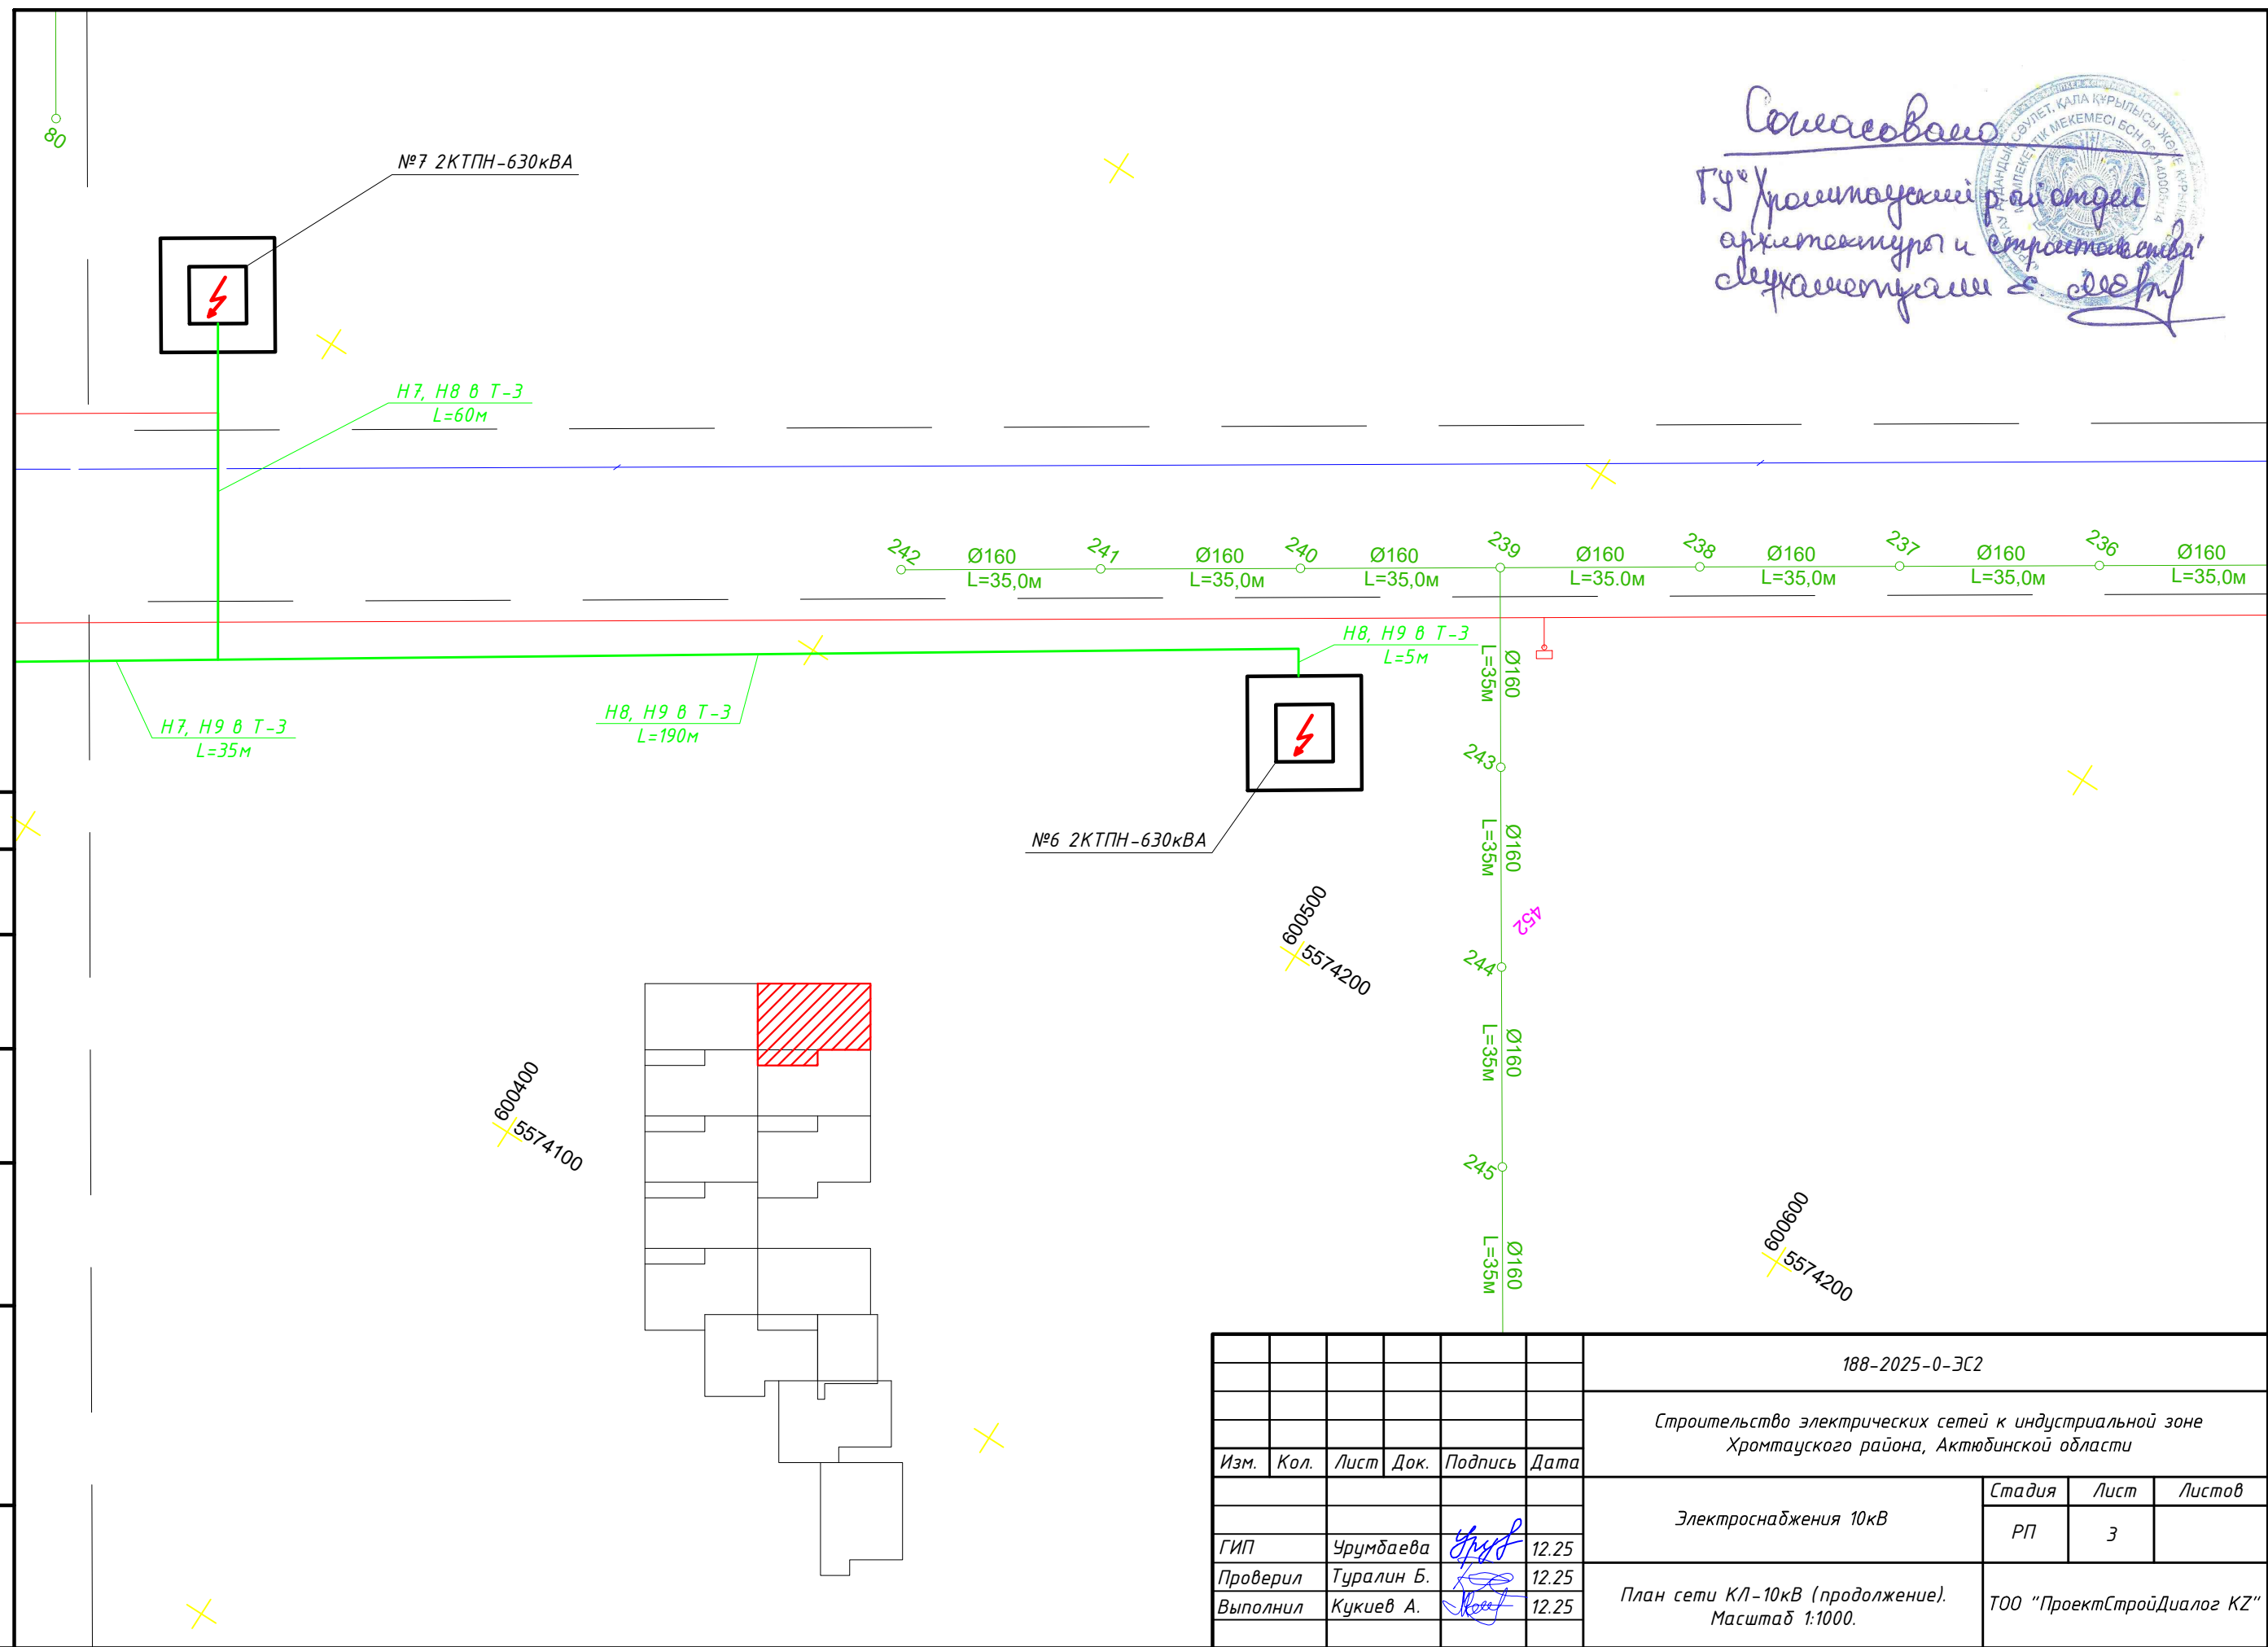 80
№7 2КТПН-630кВА
Согласовано
ГУ "Хромтауский райотдел
архитектуры и строительства"
Н7, Н8 в Т-3
L=60м
242
Ø160
L=35,0м
241
Ø160
L=35,0м
240
Ø160
L=35,0м
239
Ø160
L=35.0м
238
Ø160
L=35,0м
237
Ø160
L=35,0м
236
Ø160
L=35,0м
Н8, Н9 в Т-3
L=5м
Ø160
L=35м
Н7, Н9 в Т-3
L=35м
Н8, Н9 в Т-3
L=190м
243
№6 2КТПН-630кВА
Ø160
L=35м
452
600500
5574200
244
Ø160
L=35м
600400
5574100
245
600600
5574200
Ø160
L=35м
188-2025-0-ЭС2
Строительство электрических сетей к индустриальной зоне
Хромтауского района, Актюбинской области
Изм. Кол. Лист Док. Подпись Дата
Электроснабжения 10кВ
Стадия Лист Листов
РП 3
ГИП Урумбаева 12.25
Проверил Туралин Б. 12.25
Выполнил Кукиев А. 12.25
План сети КЛ-10кВ (продолжение).
Масштаб 1:1000.
ТОО "ПроектСтройДиалог KZ"